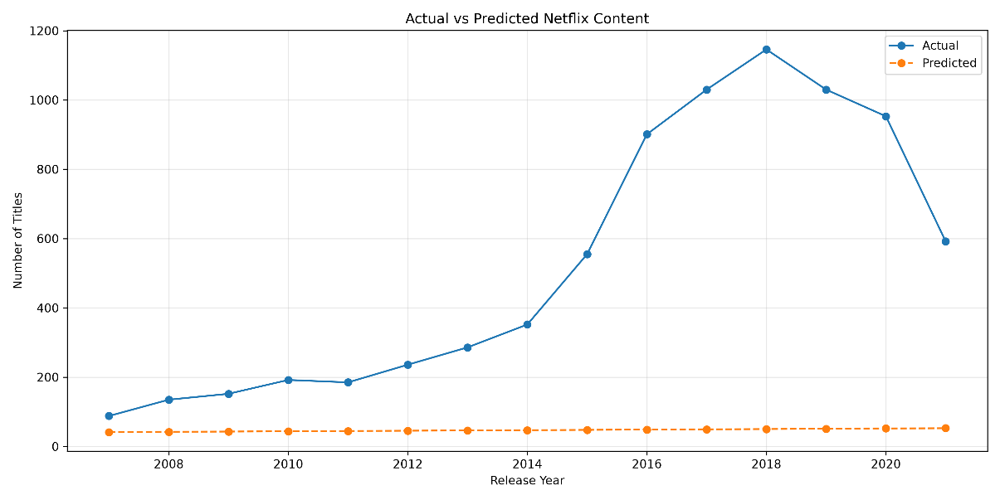 Actual vs Predicted Netflix Content
1200
1000
800
600
400
200
0
Number of Titles
2008 2010 2012 2014 2016 2018 2020
Release Year
Actual
Predicted